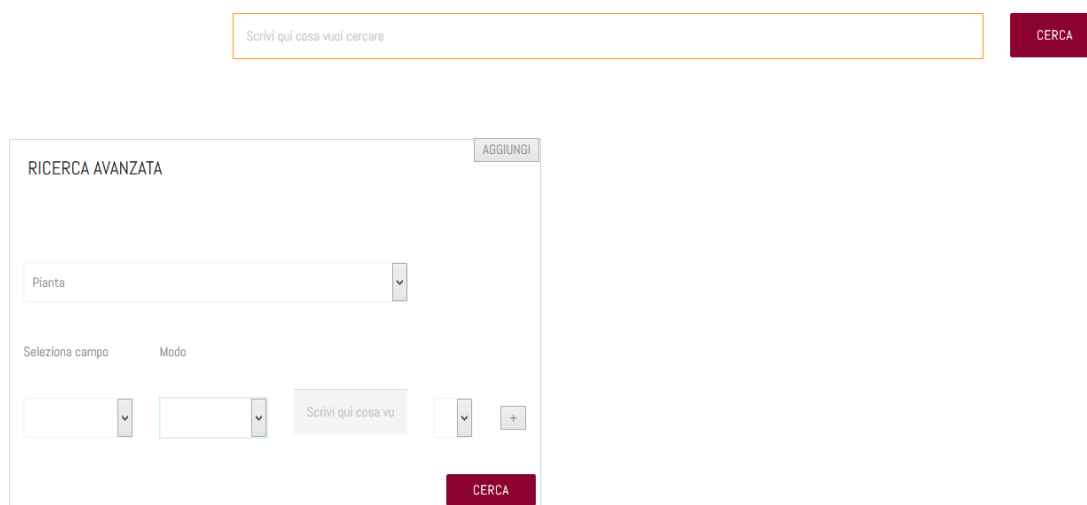 Scrivi qui cosa vuoi cercare
CERCA
AGGIUNGI
RICERCA AVANZATA
Pianta
Seleziona campo Modo
Scrivi qui cosa vu
+
CERCA